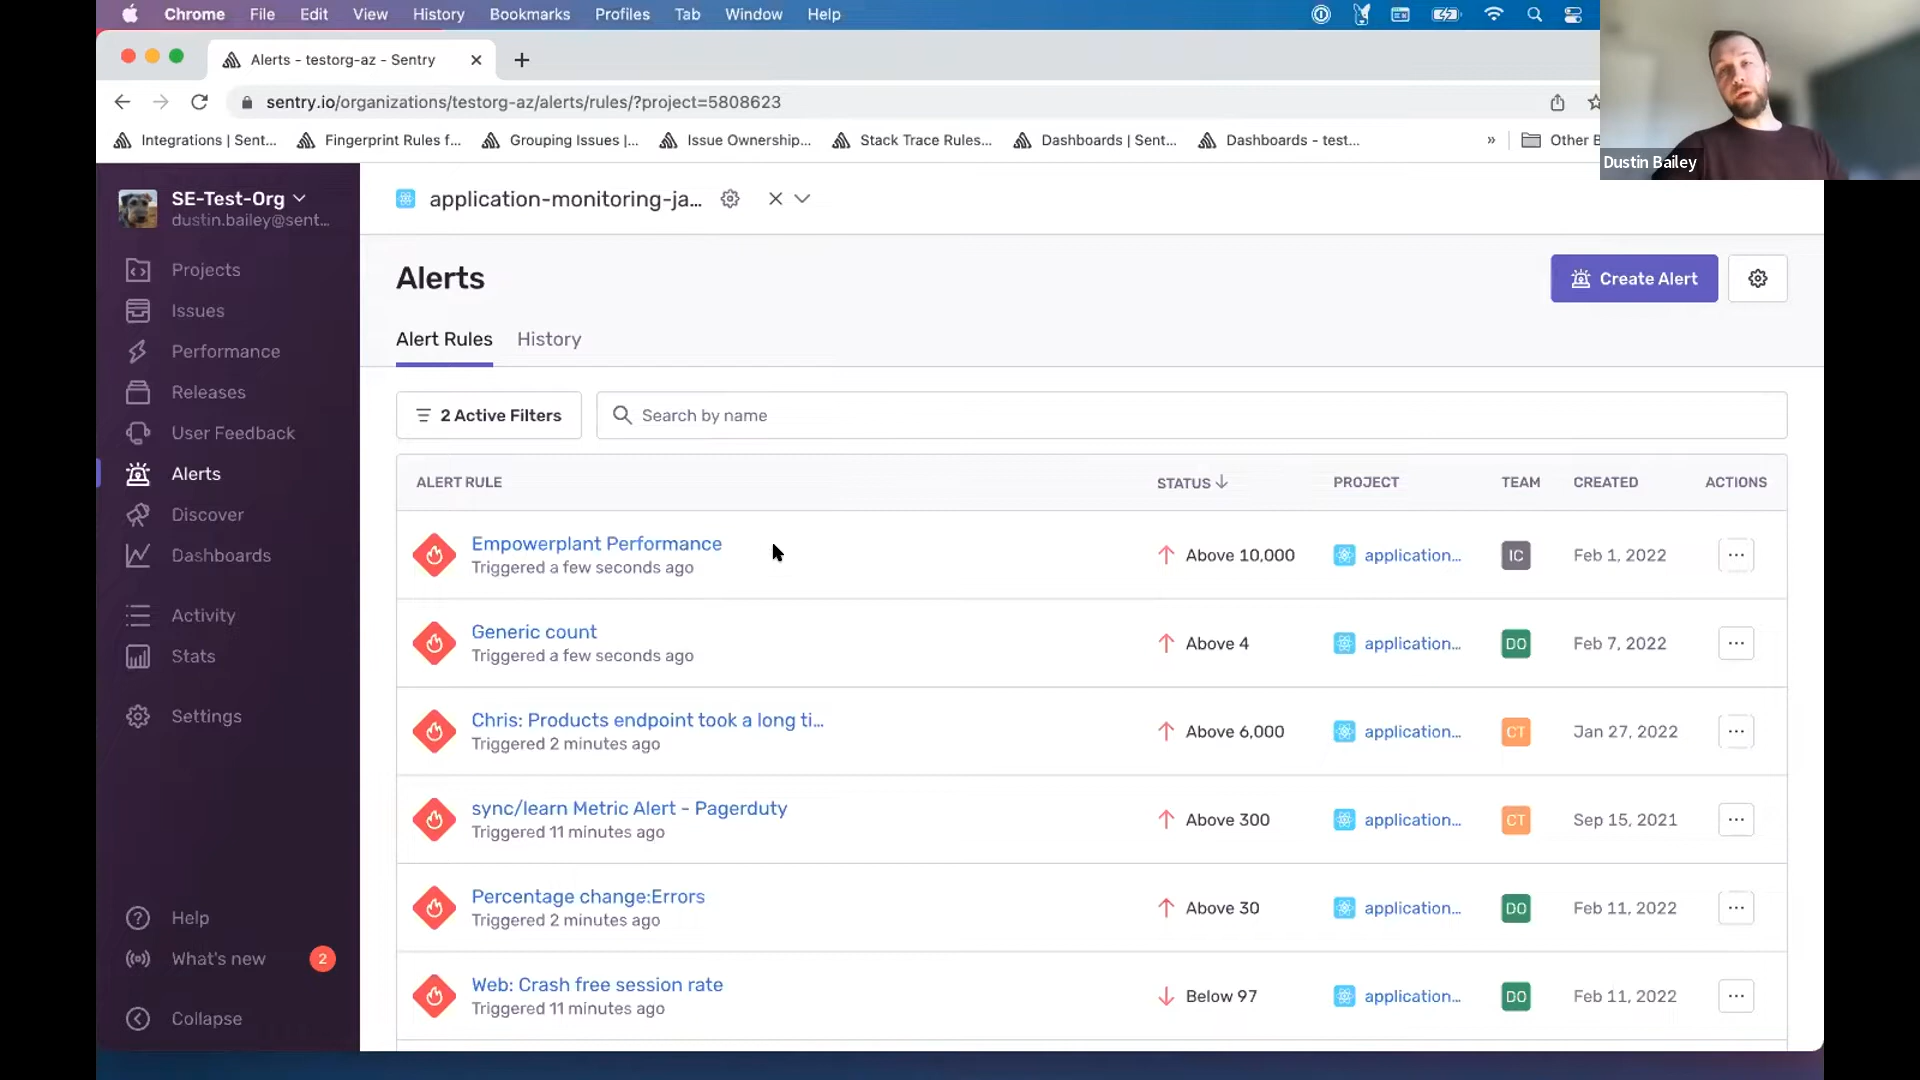 Chrome File Edit View History Bookmarks Profiles Tab Window Help
Alerts - testorg-az - Sentry
sentry.io/organizations/testorg-az/alerts/rules/?project=5808623
Integrations | Sent... Fingerprint Rules f... Grouping Issues |... Issue Ownership... Stack Trace Rules... Dashboards | Sent... Dashboards - test... » Other B
Dustin Bailey
SE-Test-Org
dustin.bailey@sent...
Projects
Issues
Performance
Releases
User Feedback
Alerts
Discover
Dashboards
Activity
Stats
Settings
Help
What's new 2
Collapse
application-monitoring-ja...
Alerts
Create Alert
Alert Rules History
2 Active Filters
Search by name
ALERT RULE STATUS PROJECT TEAM CREATED ACTIONS
Empowerplant Performance
Triggered a few seconds ago
Above 10,000 application... IC Feb 1, 2022
Generic count
Triggered a few seconds ago
Above 4 application... DO Feb 7, 2022
Chris: Products endpoint took a long ti...
Triggered 2 minutes ago
Above 6,000 application... CT Jan 27, 2022
sync/learn Metric Alert - Pagerduty
Triggered 11 minutes ago
Above 300 application... CT Sep 15, 2021
Percentage change:Errors
Triggered 2 minutes ago
Above 30 application... DO Feb 11, 2022
Web: Crash free session rate
Triggered 11 minutes ago
Below 97 application... DO Feb 11, 2022